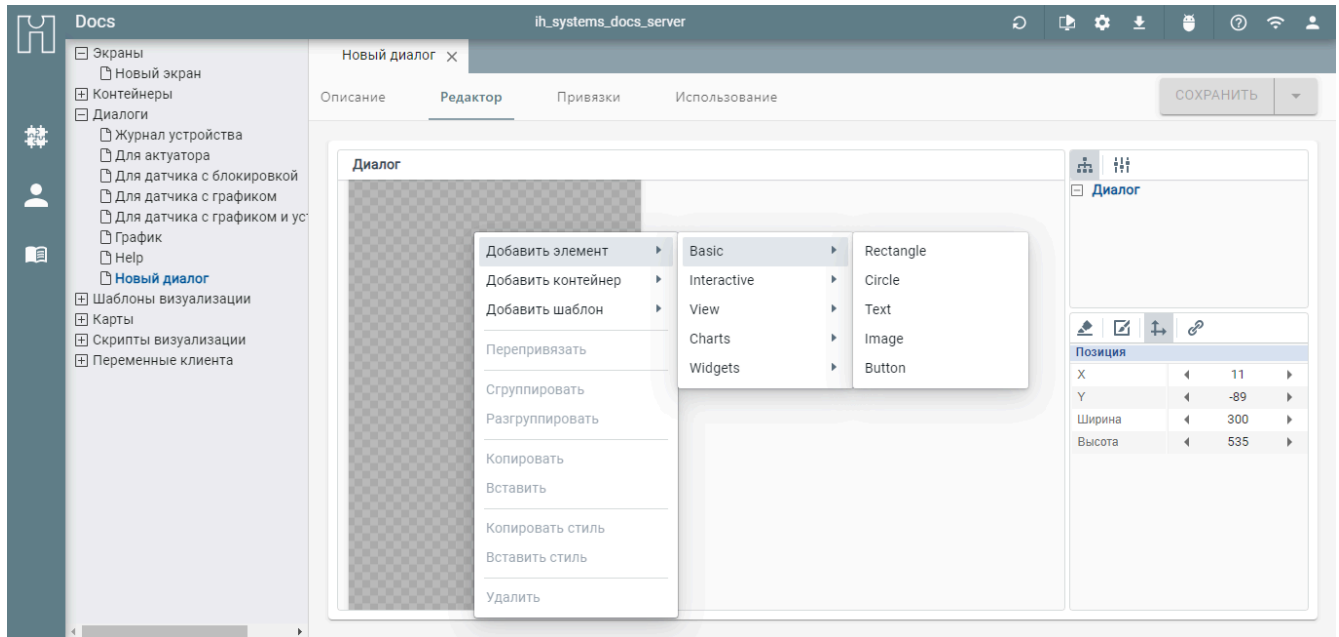 Docs
ih_systems_docs_server
Экраны
Новый экран
Контейнеры
Диалоги
Журнал устройства
Для актуатора
Для датчика с блокировкой
Для датчика с графиком
Для датчика с графиком и ус
График
Help
Новый диалог
Шаблоны визуализации
Карты
Скрипты визуализации
Переменные клиента
Новый диалог
Описание Редактор Привязки Использование
СОХРАНИТЬ
Диалог
Добавить элемент
Добавить контейнер
Добавить шаблон
Перепривязать
Сгруппировать
Разгруппировать
Копировать
Вставить
Копировать стиль
Вставить стиль
Удалить
Basic
Interactive
View
Charts
Widgets
Rectangle
Circle
Text
Image
Button
Диалог
Позиция
X 11
Y -89
Ширина 300
Высота 535